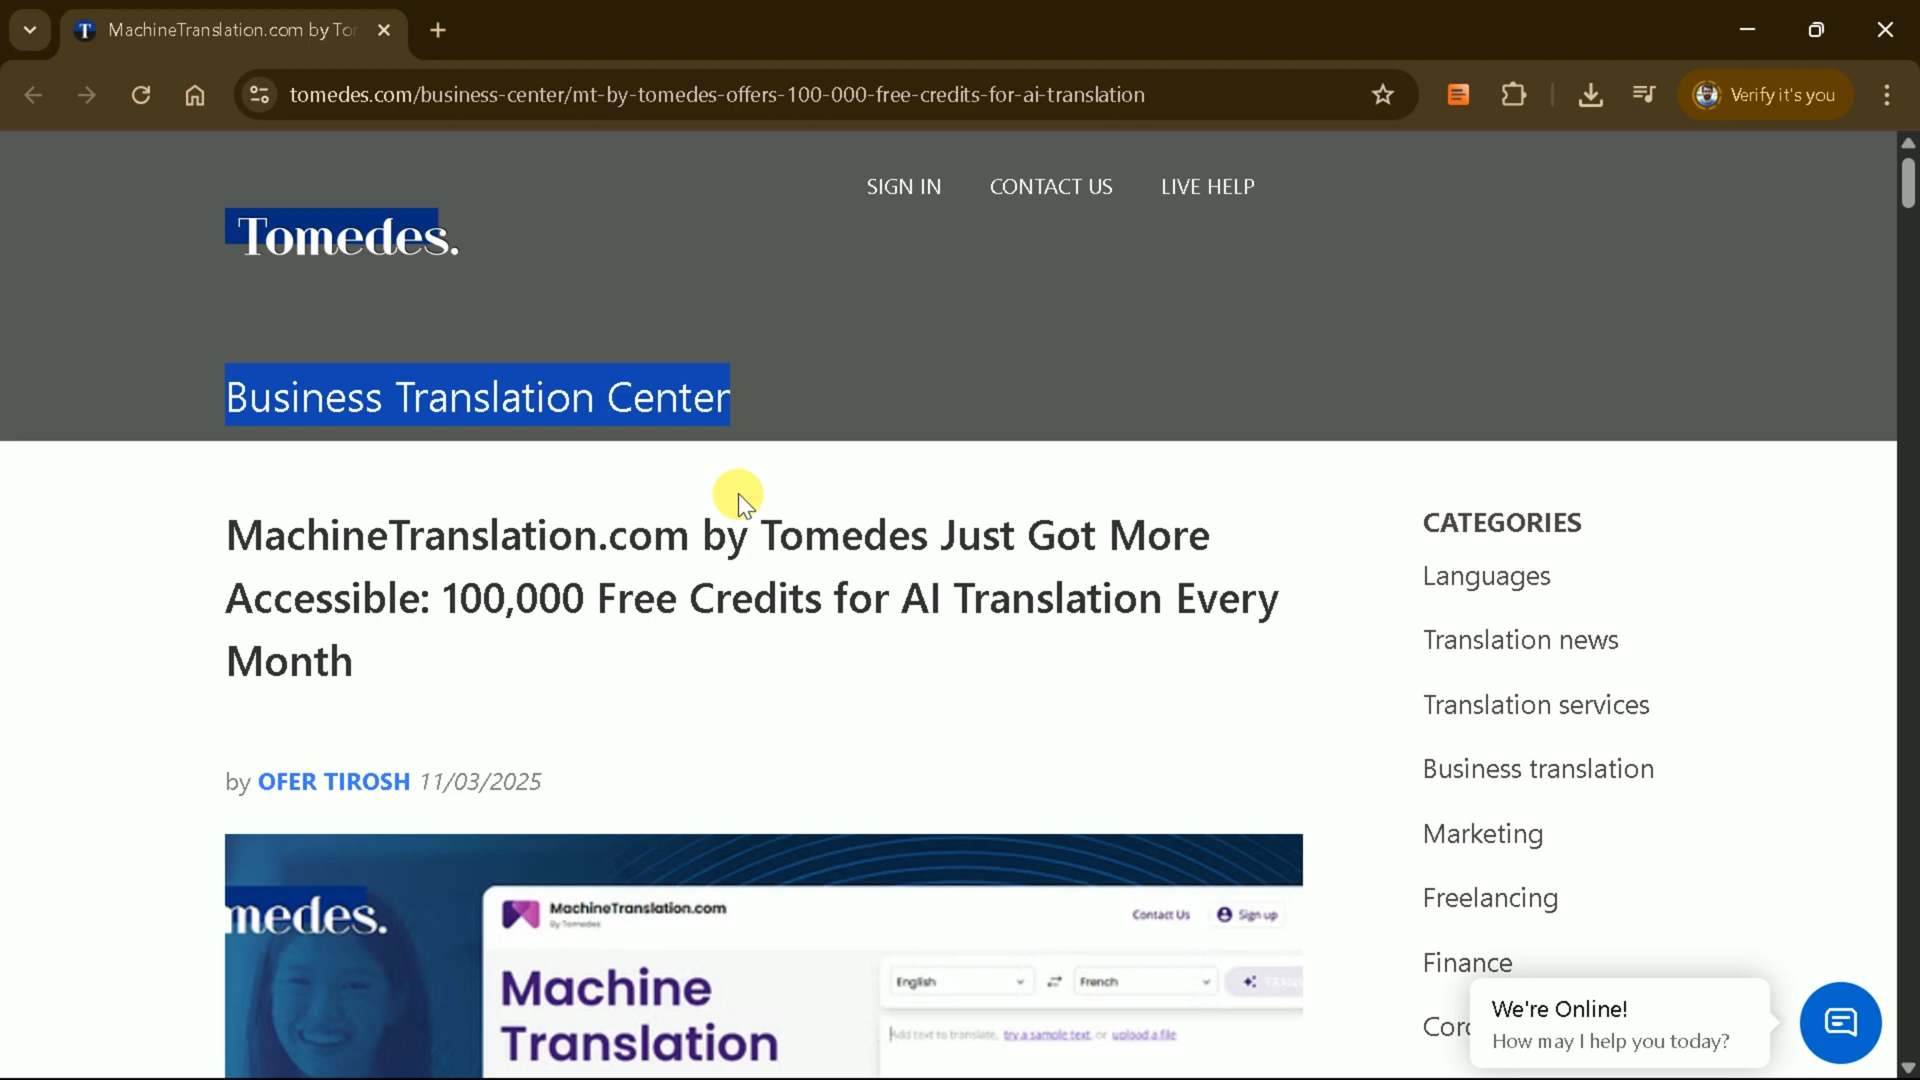 MachineTranslation.com by Tor
tomedes.com/business-center/mt-by-tomedes-offers-100-000-free-credits-for-ai-translation
Verify it's you
SIGN IN
CONTACT US
LIVE HELP
Tomedes.
Business Translation Center
MachineTranslation.com by Tomedes Just Got More
Accessible: 100,000 Free Credits for AI Translation Every
Month
by OFER TIROSH 11/03/2025
medes.
MachineTranslation.com
By Tomedes
Contact Us
Sign up
Machine
Translation
English
French
Add text to translate, try a sample text, or upload a file
CATEGORIES
Languages
Translation news
Translation services
Business translation
Marketing
Freelancing
Finance
We're Online!
How may I help you today?